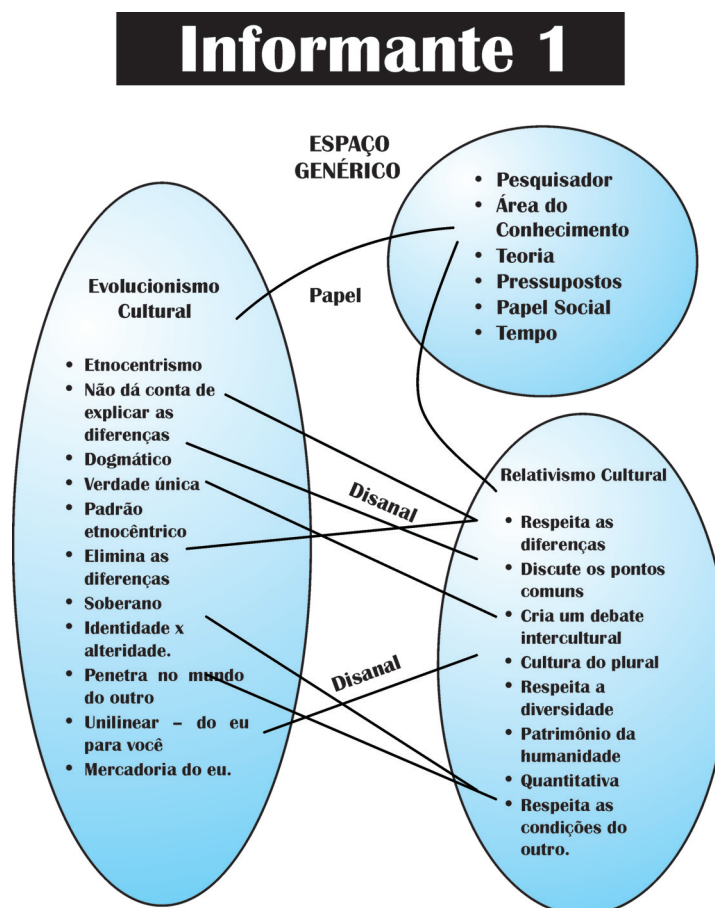 Informante 1
ESPAÇO
GENÉRICO
• Pesquisador
• Área do
Conhecimento
• Teoria
• Pressupostos
• Papel Social
• Tempo
Papel
Evolucionismo
Cultural
• Etnocentrismo
• Não dá conta de
explicar as
diferenças
• Dogmático
• Verdade única
• Padrão
etnocêntrico
• Elimina as
diferenças
• Soberano
• Identidade x
alteridade.
• Penetra no mundo
do outro
• Unilinear – do eu
para você
• Mercadoria do eu.
Disanal
Disanal
Relativismo Cultural
• Respeita as
diferenças
• Discute os pontos
comuns
• Cria um debate
intercultural
• Cultura do plural
• Respeita a
diversidade
• Patrimônio da
humanidade
• Quantitativa
• Respeita as
condições do
outro.